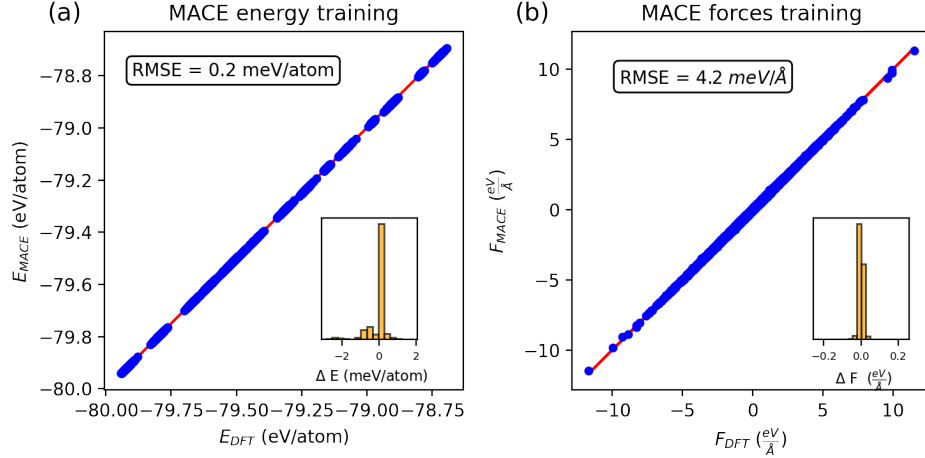 (a)
MACE energy training
RMSE = 0.2 meV/atom
E_MACE (eV/atom)
−78.8
−79.0
−79.2
−79.4
−79.6
−79.8
−80.0
−2 0 2
Δ E (meV/atom)
−80.00 −79.75 −79.50 −79.25 −79.00 −78.75
E_DFT (eV/atom)
(b)
MACE forces training
RMSE = 4.2 meV/Å
F_MACE (eV/Å)
10
5
0
−5
−10
−0.2 0.0 0.2
Δ F (eV/Å)
−10 −5 0 5 10
F_DFT (eV/Å)